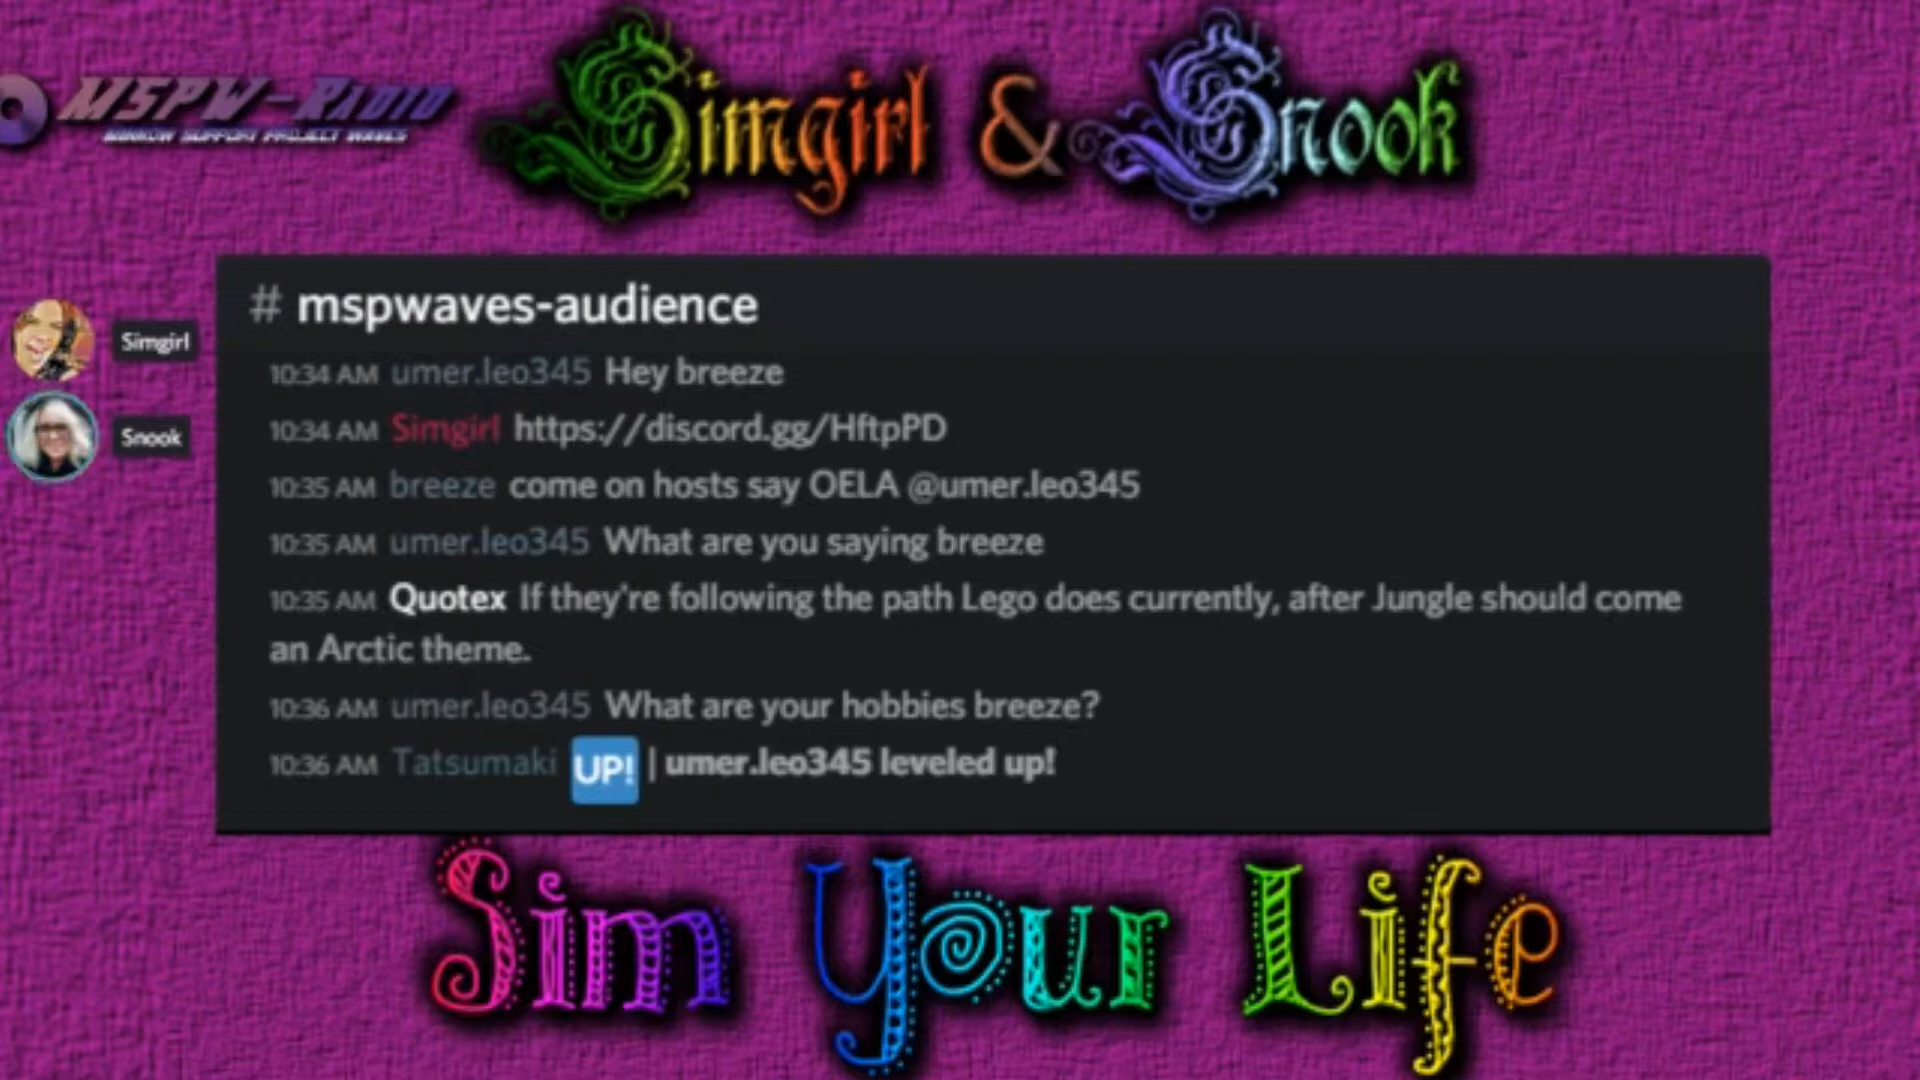 Simgirl & Snook
MSPW-Radio
MINNOW SUPPORT PROJECT WAVES
# mspwaves-audience
Simgirl
Snook
10:34 AM umer.leo345 Hey breeze
10:34 AM Simgirl https://discord.gg/HftpPD
10:35 AM breeze come on hosts say OELA @umer.leo345
10:35 AM umer.leo345 What are you saying breeze
10:35 AM Quotex If they're following the path Lego does currently, after Jungle should come
an Arctic theme.
10:36 AM umer.leo345 What are your hobbies breeze?
10:36 AM Tatsumaki UP! | umer.leo345 leveled up!
Sim Your Life